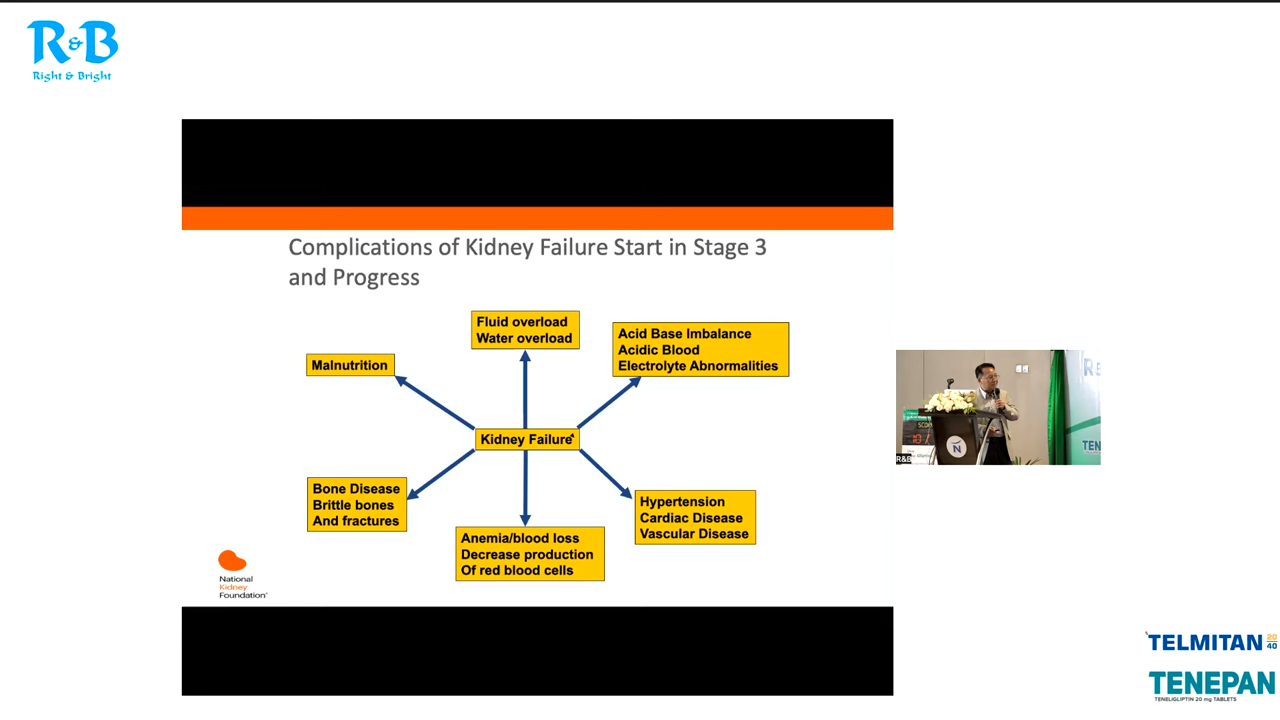 R&B
Right & Bright
Complications of Kidney Failure Start in Stage 3
and Progress
Fluid overload
Water overload
Acid Base Imbalance
Acidic Blood
Electrolyte Abnormalities
Malnutrition
Kidney Failure
Bone Disease
Brittle bones
And fractures
Hypertension
Cardiac Disease
Vascular Disease
Anemia/blood loss
Decrease production
Of red blood cells
National
Kidney
Foundation®
R&B
N
TEN
TELMITAN 20
40
TENEPAN
TENELIGLIPTIN 20 mg TABLETS